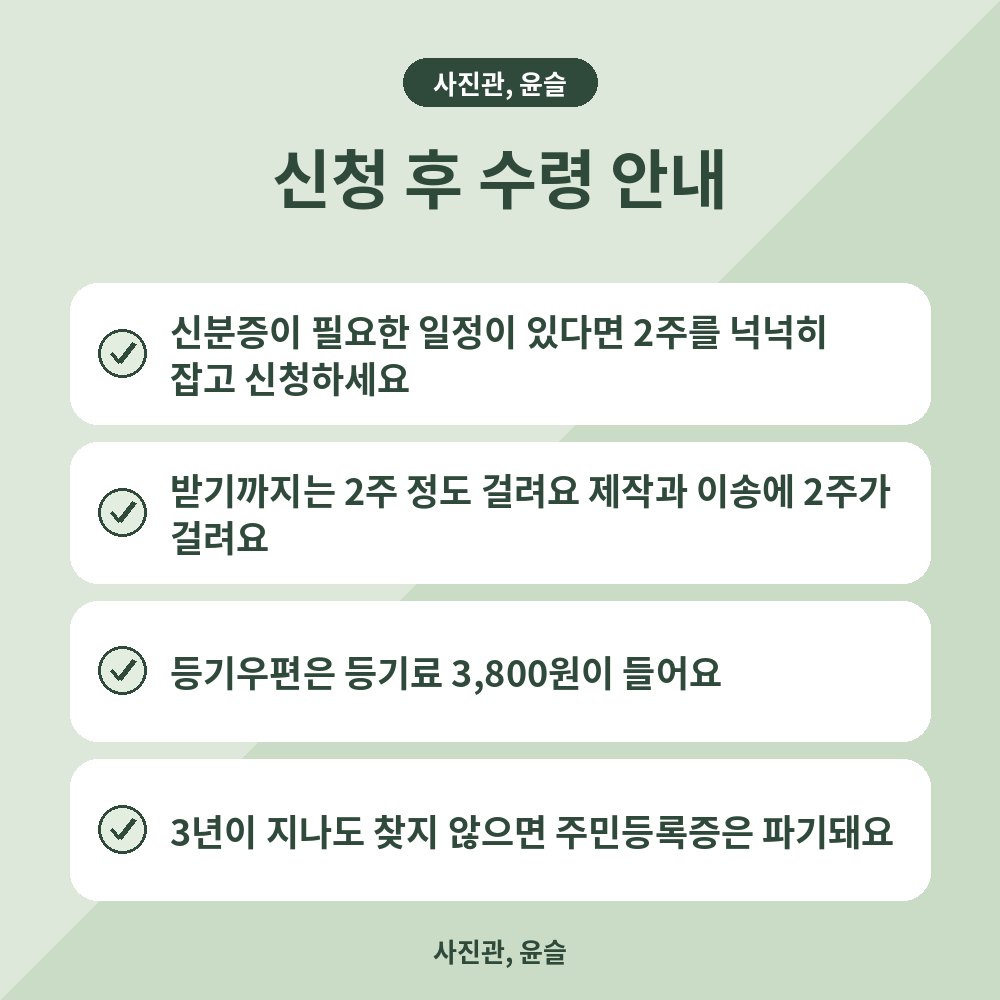 사진관, 윤슬
신청 후 수령 안내
신분증이 필요한 일정이 있다면 2주를 넉넉히
잡고 신청하세요
받기까지는 2주 정도 걸려요 제작과 이송에 2주가
걸려요
등기우편은 등기료 3,800원이 들어요
3년이 지나도 찾지 않으면 주민등록증은 파기돼요
사진관, 윤슬